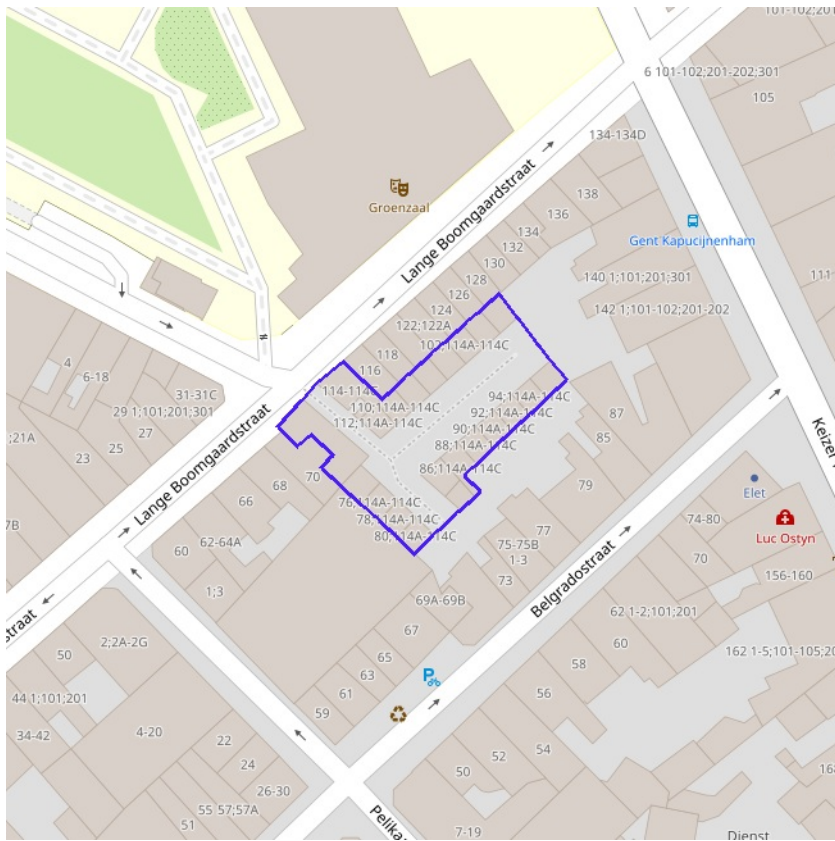 101-102;201
6 101-102;201-202;301
105
134-134D
Groenzaal
138
136
134
132
130
128
126
124
122;122A
118
116
Lange Boomgaardstraat
Gent Kapucijnenham
140 1;101;201;301
111
142 1;101-102;201-202
102;114A-114C
114-114C
110;114A-114C
112;114A-114C
94;114A-114C
92;114A-114C
90;114A-114C
88;114A-114C
86;114A-114C
4
6-18
31-31C
29 1;101;201;301
27
25
23
;21A
7B
Lange Boomgaardstraat
70
68
66
62-64A
60
1;3
76;114A-114C
78;114A-114C
80;114A-114C
87
85
79
77
75-75B
1-3
73
69A-69B
67
65
63
61
59
Elet
Luc Ostyn
74-80
70
156-160
Keizer
Belgradostraat
straat
62 1-2;101;201
60
58
56
54
52
50
162 1-5;101-105;20
2;2A-2G
50
44 1;101;201
34-42
4-20
22
24
26-30
55 57;57A
51
P
Pelika
7-19
Dienst